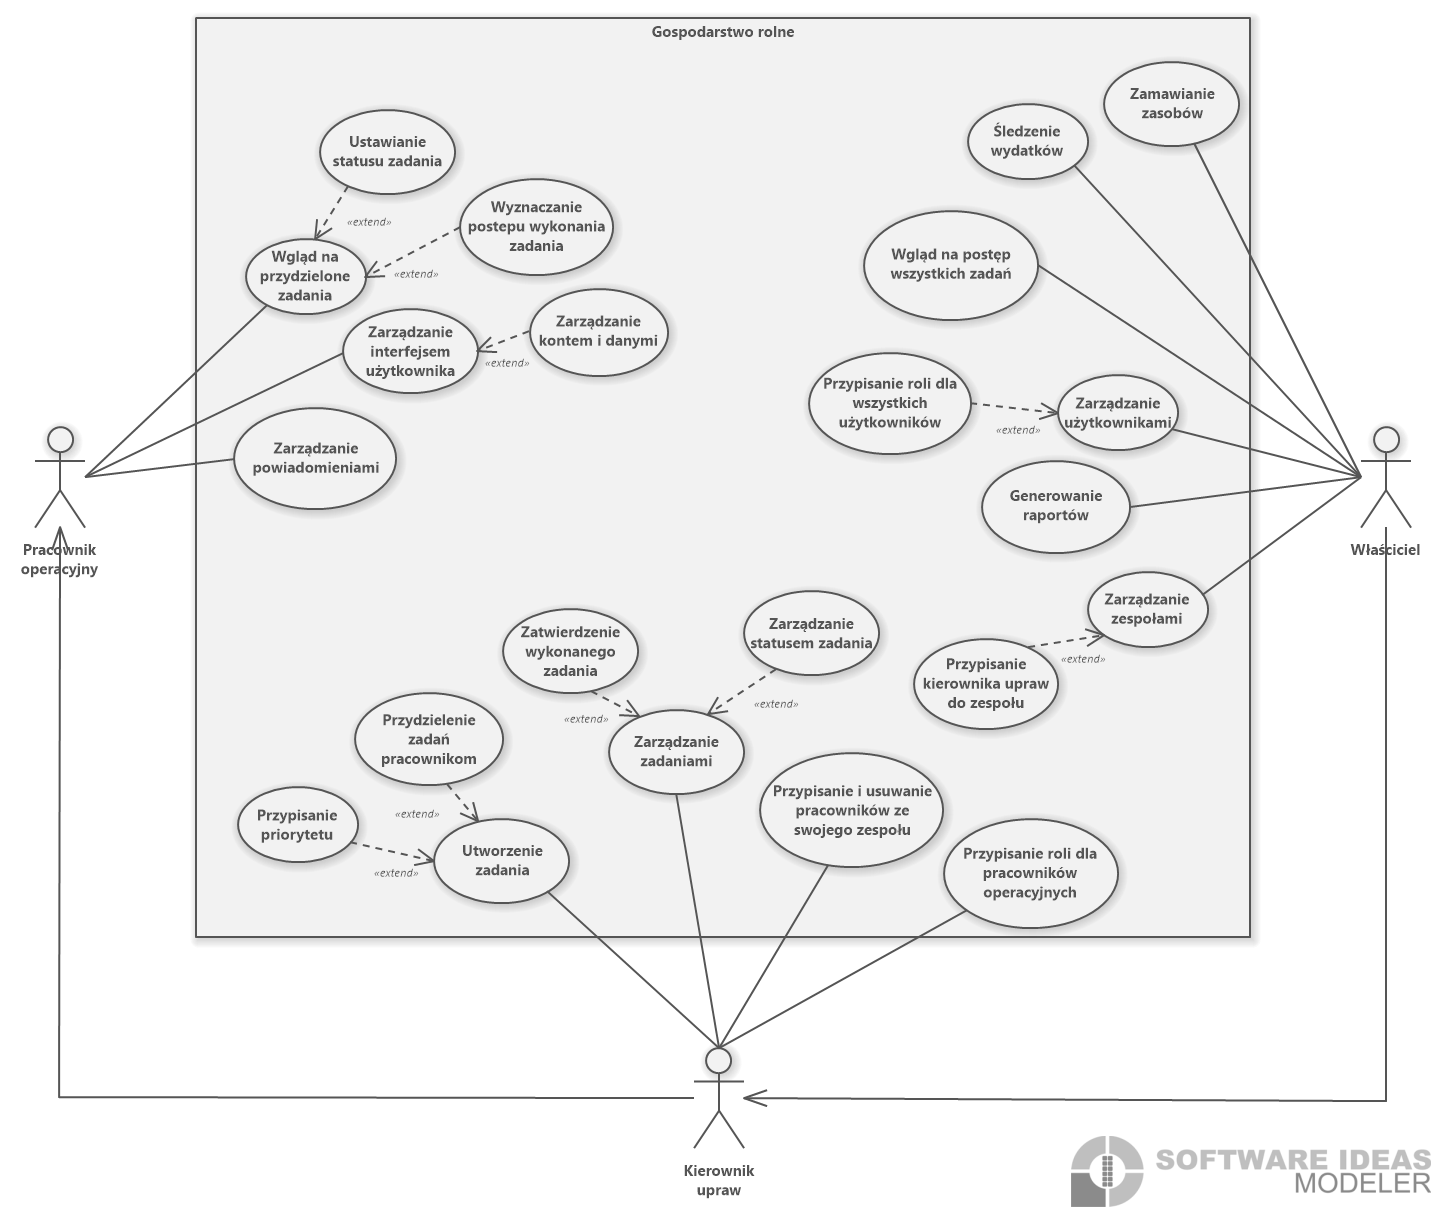 Gospodarstwo rolne
Zamawianie
zasobów
Śledzenie
wydatków
Ustawianie
statusu zadania
«extend»
Wyznaczanie
postepu wykonania
zadania
«extend»
Wgląd na
przydzielone
zadania
Wgląd na postęp
wszystkich zadań
Zarządzanie
interfejsem
użytkownika
Zarządzanie
kontem i danymi
«extend»
Przypisanie roli dla
wszystkich
użytkowników
«extend»
Zarządzanie
użytkownikami
Zarządzanie
powiadomieniami
Generowanie
raportów
Pracownik
operacyjny
Właściciel
Zarządzanie
zespołami
Przypisanie
kierownika upraw
do zespołu
«extend»
Zatwierdzenie
wykonanego
zadania
«extend»
Zarządzanie
statusem zadania
«extend»
Przydzielenie
zadań
pracownikom
«extend»
Zarządzanie
zadaniami
Przypisanie
priorytetu
«extend»
Utworzenie
zadania
Przypisanie i usuwanie
pracowników ze
swojego zespołu
Przypisanie roli dla
pracowników
operacyjnych
Kierownik
upraw
SOFTWARE IDEAS
MODELER